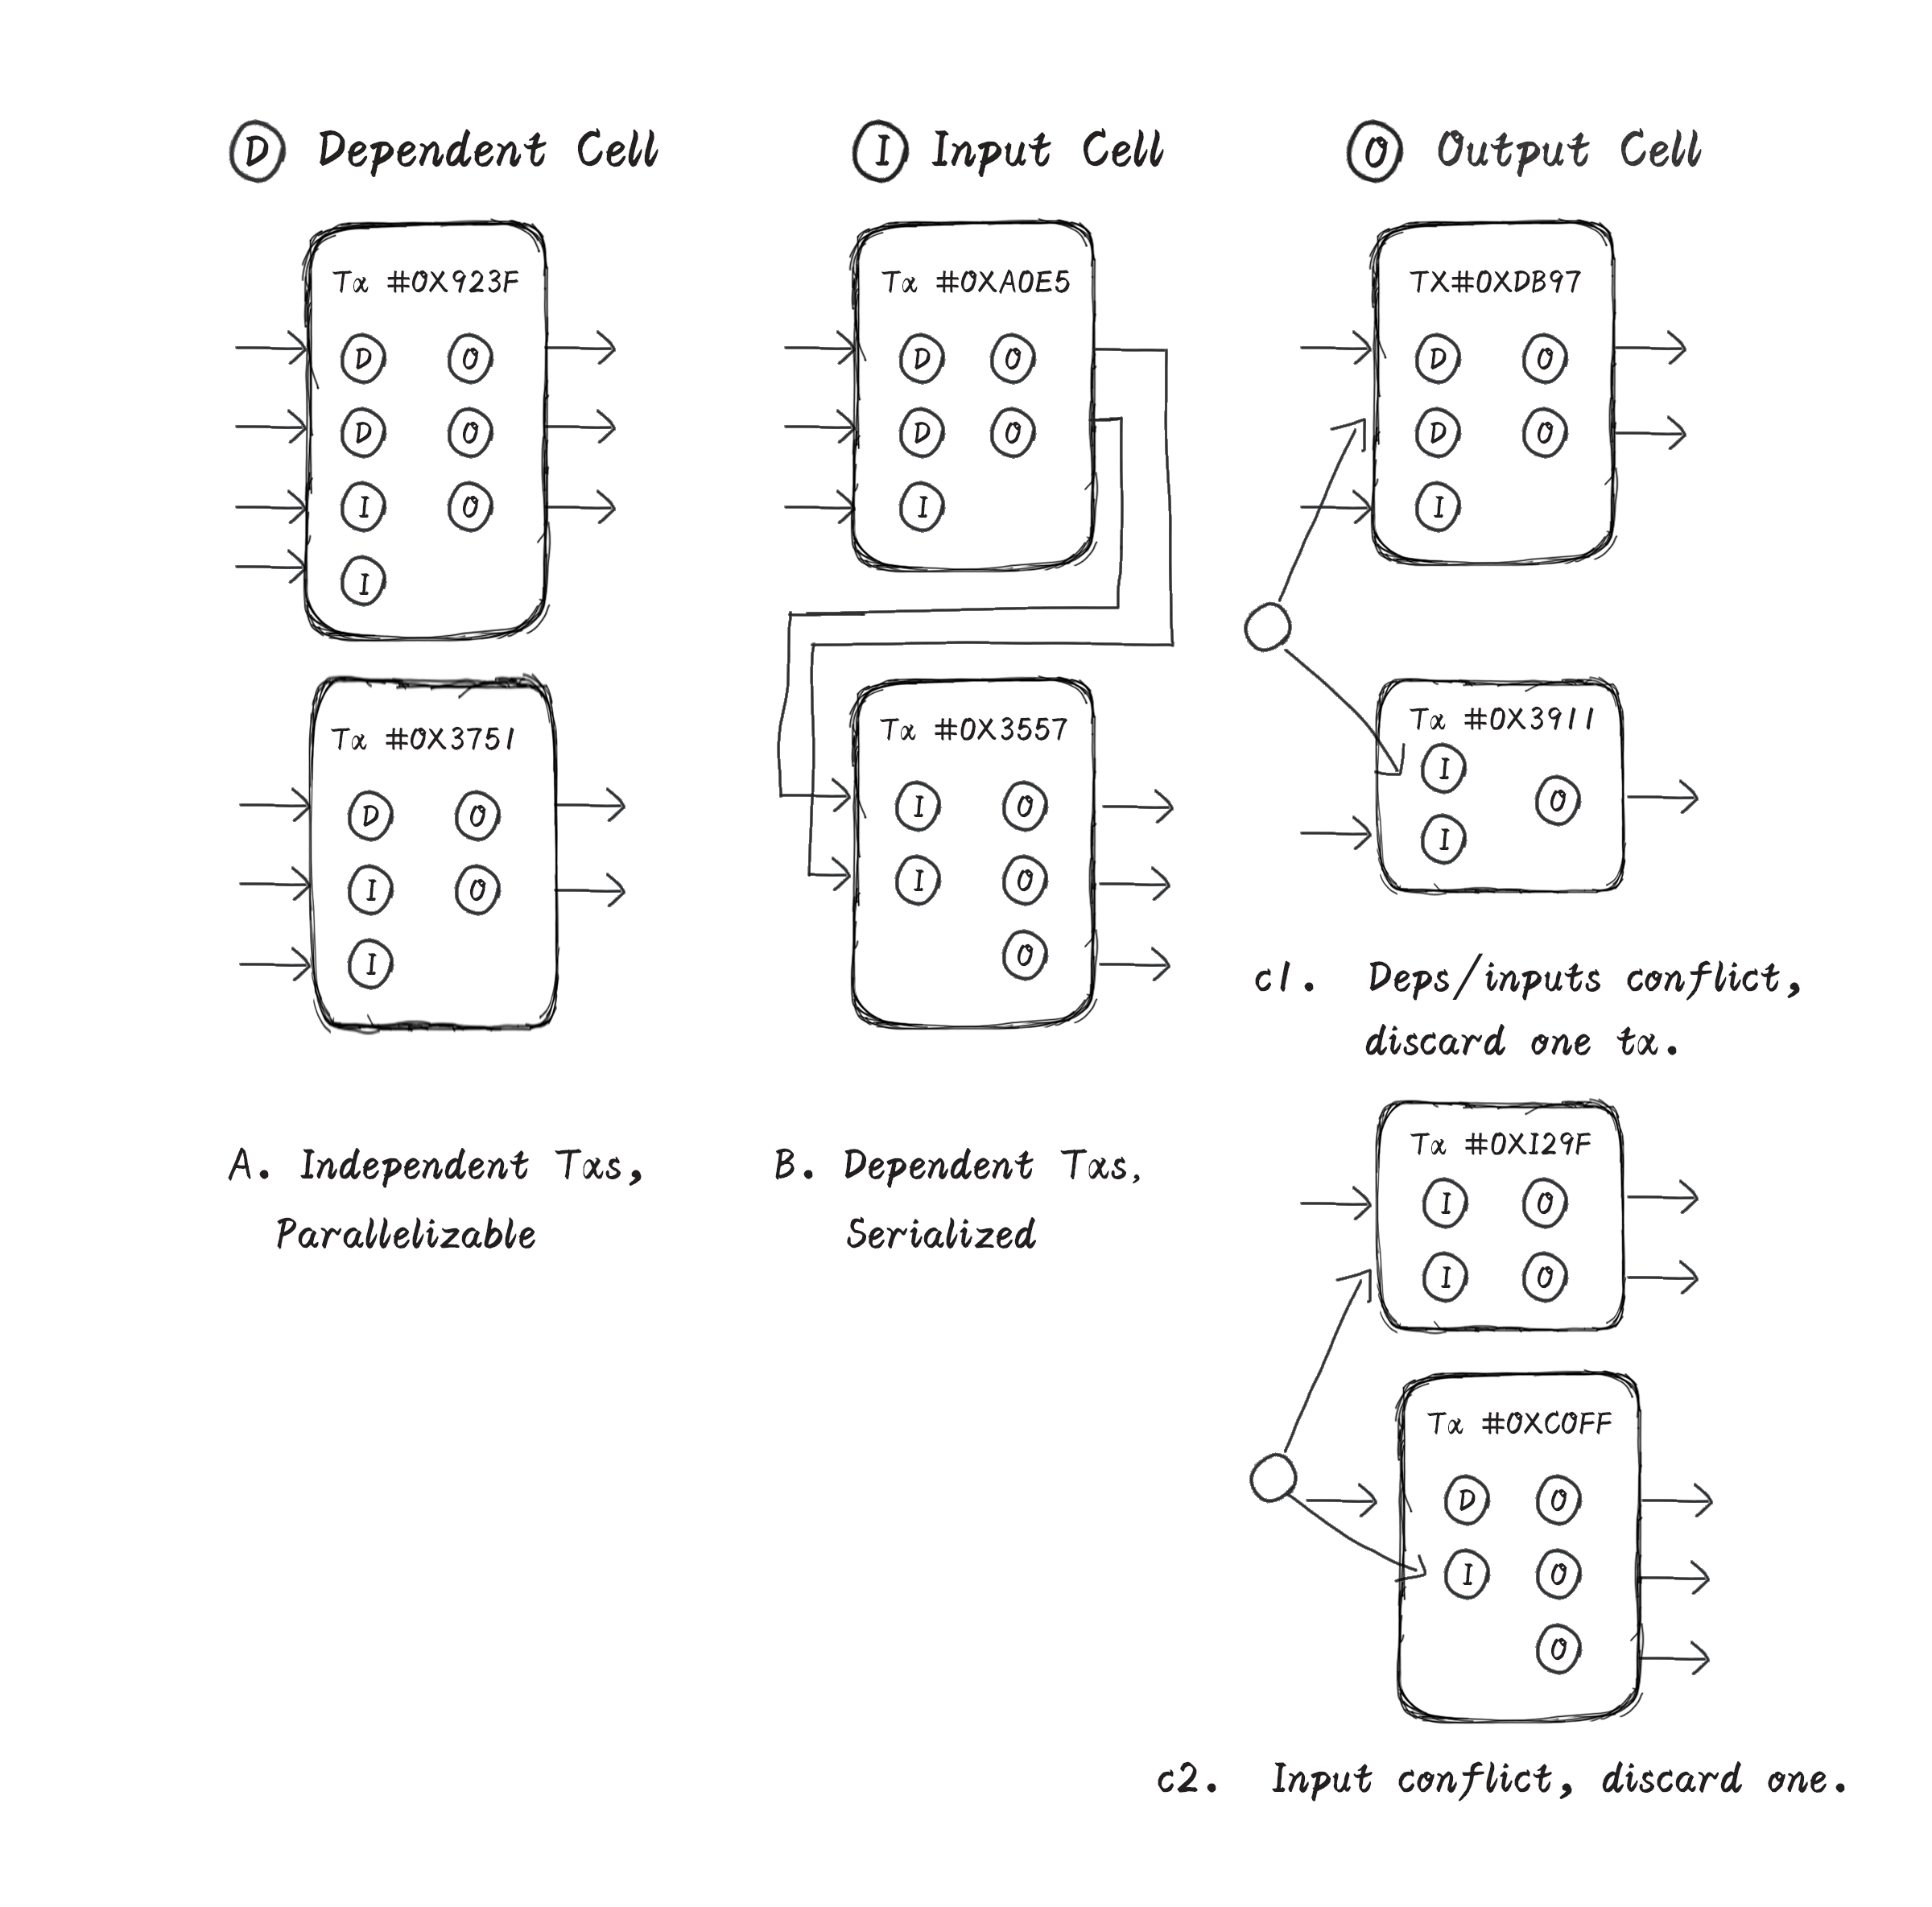 D Dependent Cell
I Input Cell
O Output Cell
Tx #0X923F
D O
D O
I O
I
Tx #0X3751
D O
I O
I
A. Independent Txs,
Parallelizable
Tx #0XA0E5
D O
D O
I
Tx #0X3557
I O
I O
O
B. Dependent Txs,
Serialized
TX#0XDB97
D O
D O
I
Tx #0X3911
I
O
I
c1. Deps/inputs conflict,
discard one tx.
Tx #0XI29F
I O
I O
Tx #0XC0FF
D O
I O
O
c2. Input conflict, discard one.